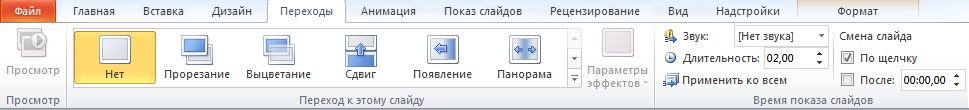 Файл Главная Вставка Дизайн Переходы Анимация Показ слайдов Рецензирование Вид Надстройки Формат
Просмотр
Просмотр
Нет Прорезание Выцветание Сдвиг Появление Панорама
Параметры
эффектов
Переход к этому слайду
Звук: [Нет звука]
Длительность: 02,00
Применить ко всем
Смена слайда
По щелчку
После: 00:00,00
Время показа слайдов